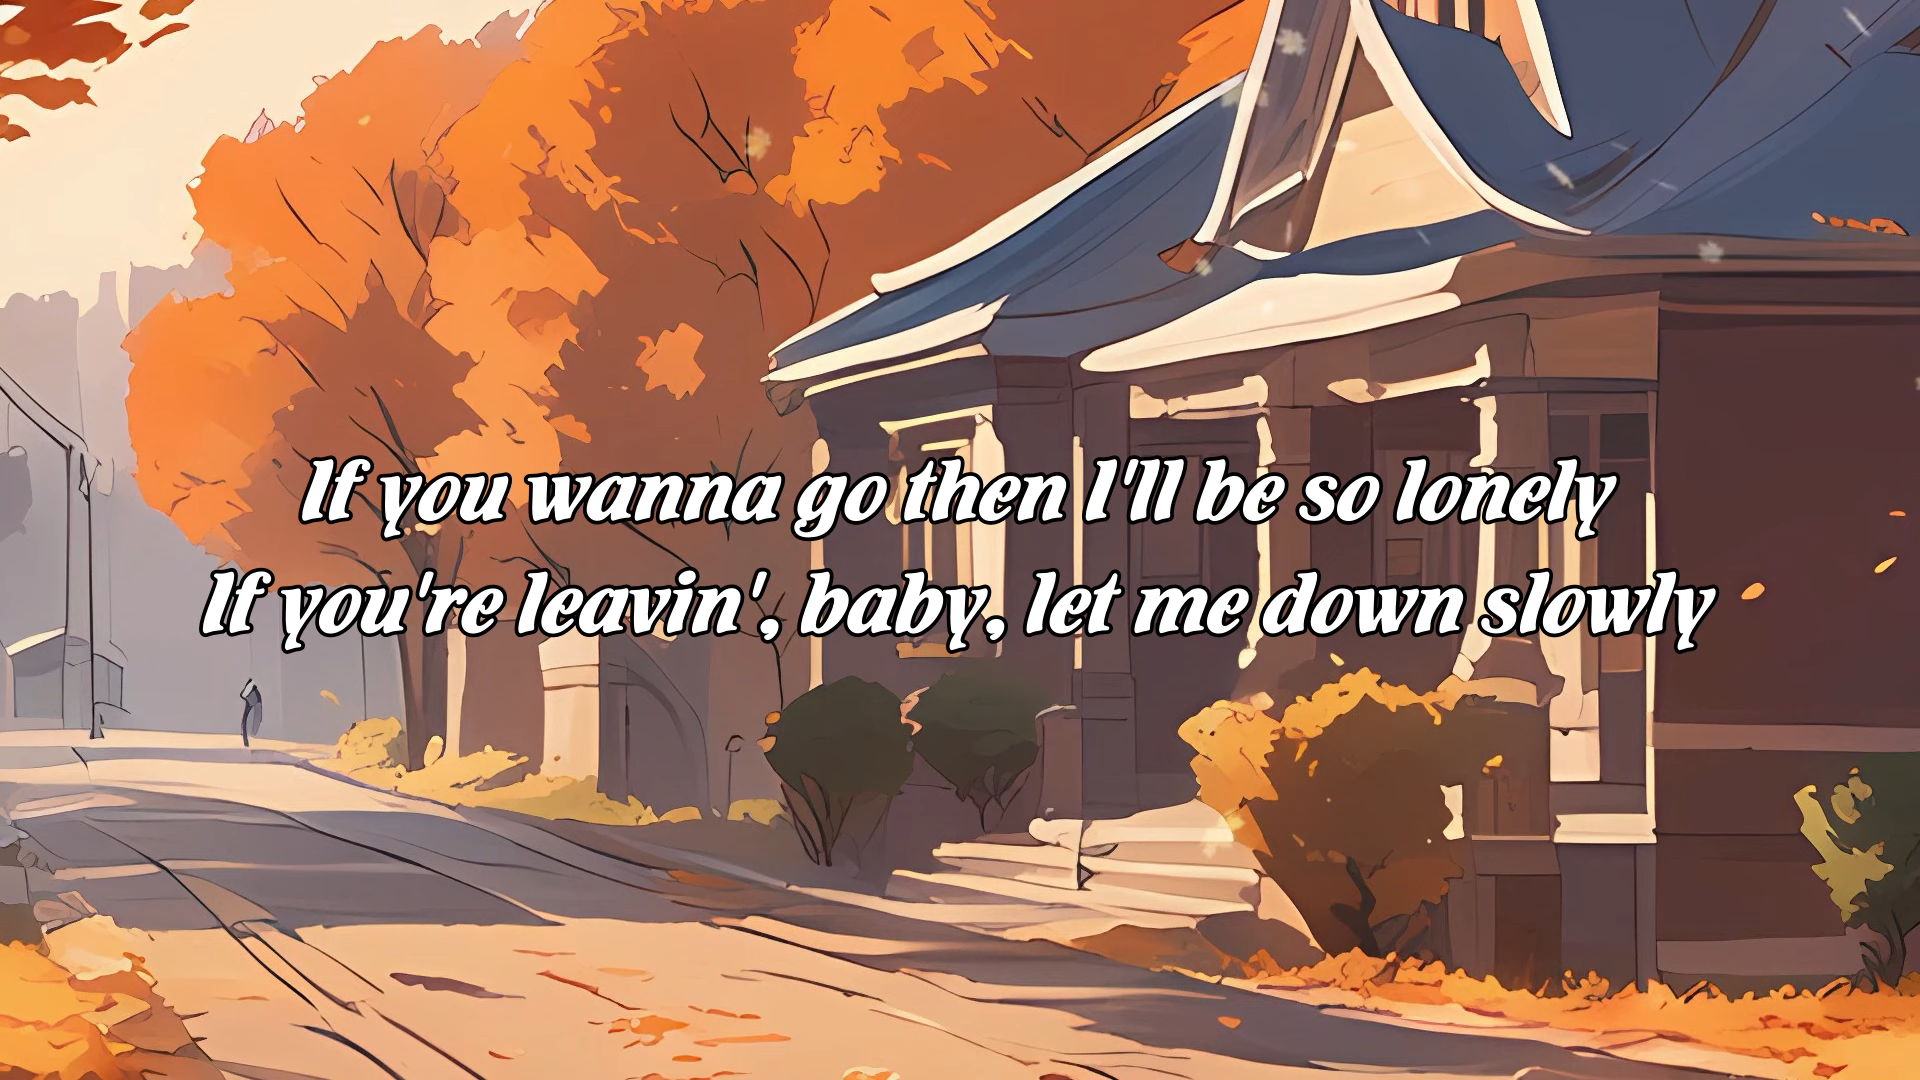 If you wanna go then I'll be so lonely
If you're leavin', baby, let me down slowly